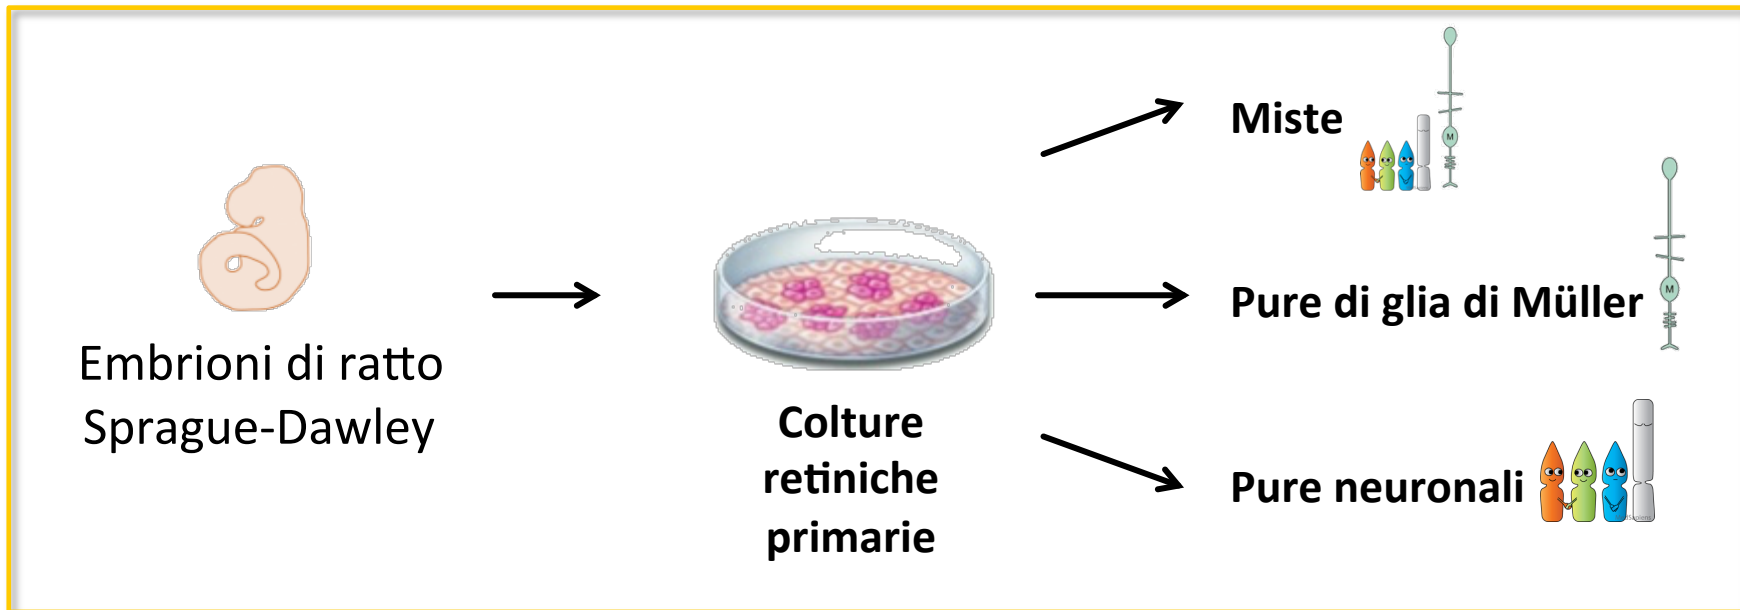 Miste
M
M
Pure di glia di Müller
Embrioni di ratto
Sprague-Dawley
Colture
retiniche
primarie
Pure neuronali